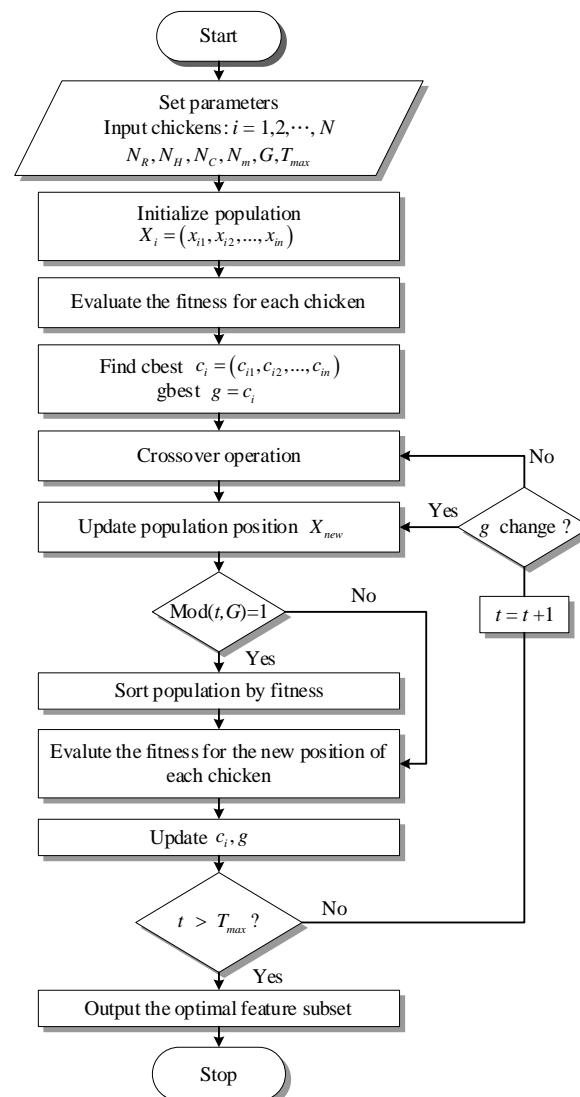 Start
Set parameters
Input chickens: i = 1,2,⋯, N
N_R, N_H, N_C, N_m, G, T_max
Initialize population
X_i = (x_i1, x_i2, ..., x_in)
Evaluate the fitness for each chicken
Find cbest c_i = (c_i1, c_i2, ..., c_in)
gbest g = c_i
Crossover operation
No
Update population position X_new
Yes
g change ?
Mod(t,G)=1
No
t = t +1
Yes
Sort population by fitness
Evalute the fitness for the new position of
each chicken
Update c_i, g
t > T_max ?
No
Yes
Output the optimal feature subset
Stop